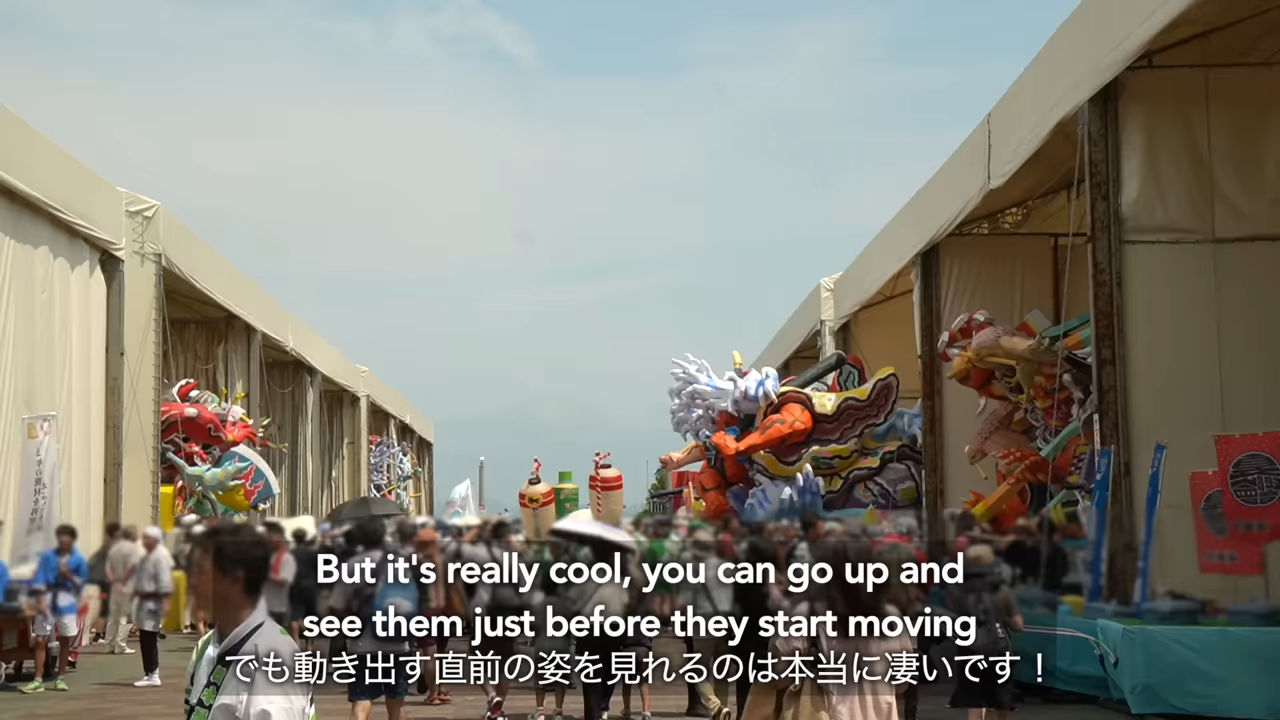 But it's really cool, you can go up and
see them just before they start moving
でも動き出す直前の姿を見れるのは本当に凄いです！